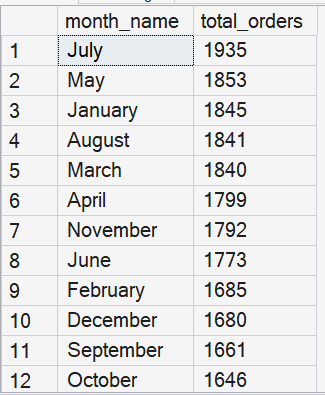 month_name total_orders
1 July 1935
2 May 1853
3 January 1845
4 August 1841
5 March 1840
6 April 1799
7 November 1792
8 June 1773
9 February 1685
10 December 1680
11 September 1661
12 October 1646